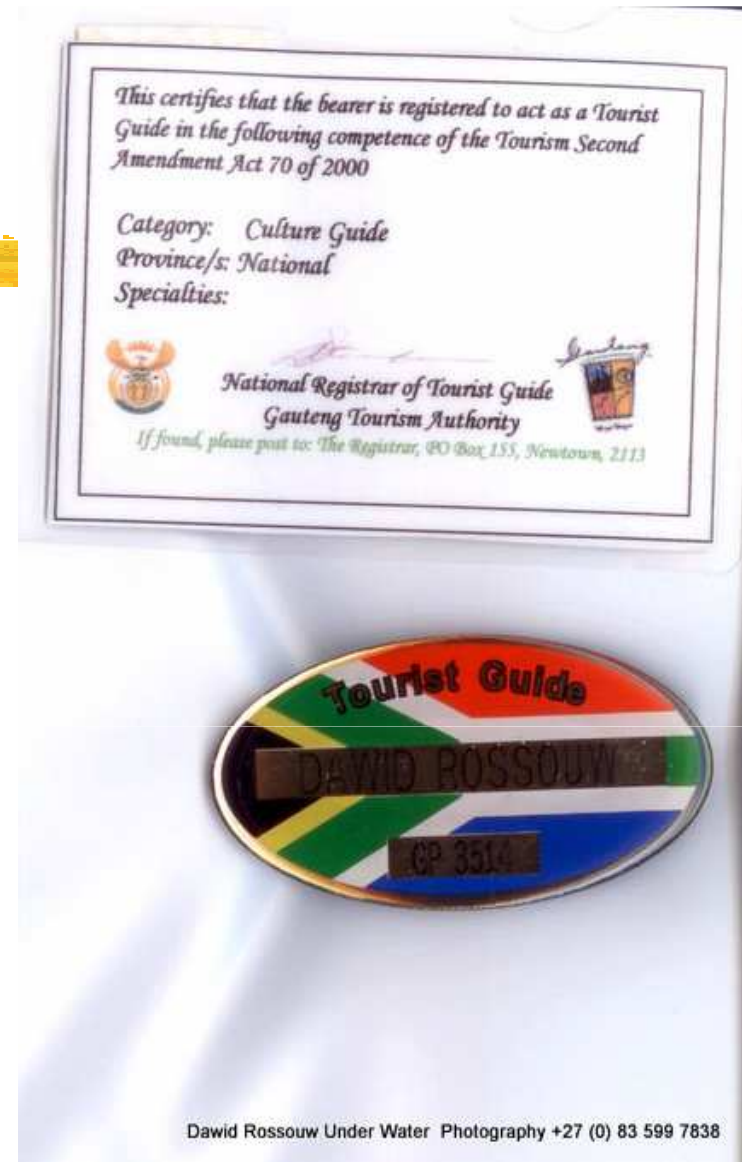 This certifies that the bearer is registered to act as a Tourist
Guide in the following competence of the Tourism Second
Amendment Act 70 of 2000
Category: Culture Guide
Province/s: National
Specialties:
Gauteng
National Registrar of Tourist Guide
Gauteng Tourism Authority
If found, please post to: The Registrar, PO Box 155, Newtown, 2113
Tourist Guide
DAWID ROSSOUW
GP 3514
Dawid Rossouw Under Water Photography +27 (0) 83 599 7838